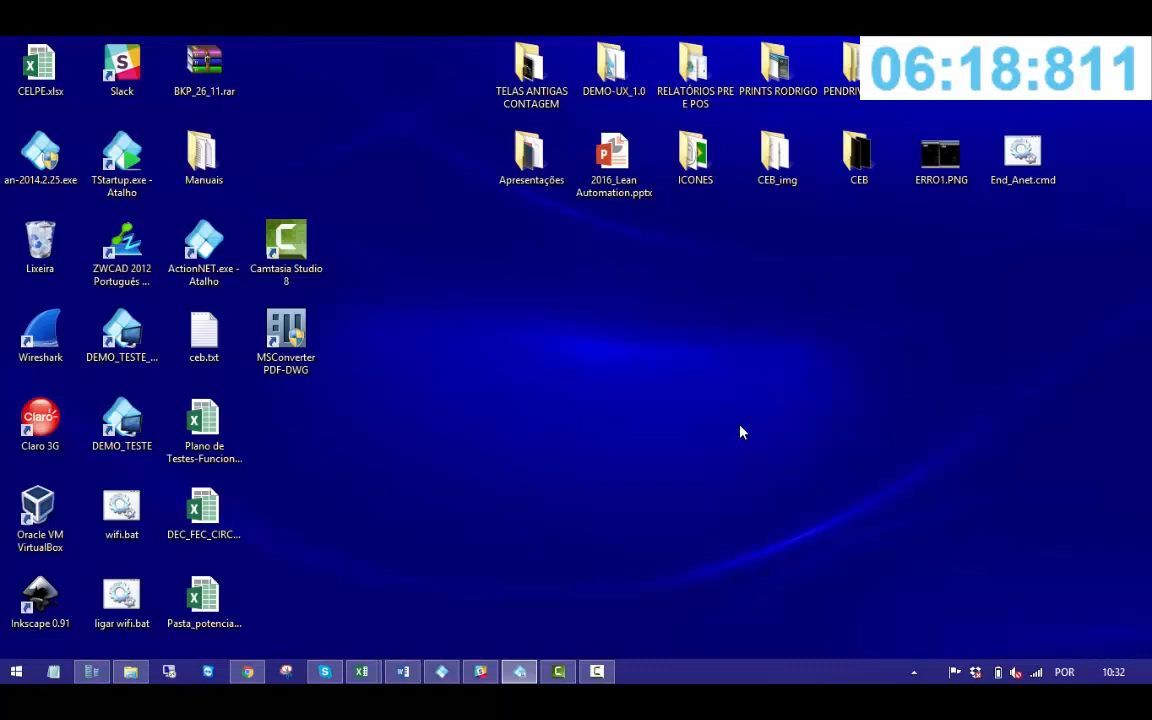 06:18:811
CELPE.xlsx
Slack
BKP_26_11.rar
TELAS ANTIGAS
CONTAGEM
DEMO-UX_1.0
RELATÓRIOS PRE
E POS
PRINTS RODRIGO
an-2014.2.25.exe
TStartup.exe -
Atalho
Manuais
Apresentações
2016_Lean
Automation.pptx
ICONES
CEB_img
CEB
ERRO1.PNG
End_Anet.cmd
Lixeira
ZWCAD 2012
Português ...
ActionNET.exe -
Atalho
Camtasia Studio
8
Wireshark
DEMO_TESTE_...
ceb.txt
MSConverter
PDF-DWG
Claro-
Claro 3G
DEMO_TESTE
Plano de
Testes-Funcion...
Oracle VM
VirtualBox
wifi.bat
DEC_FEC_CIRC...
Inkscape 0.91
ligar wifi.bat
Pasta_potencia...
POR
10:32